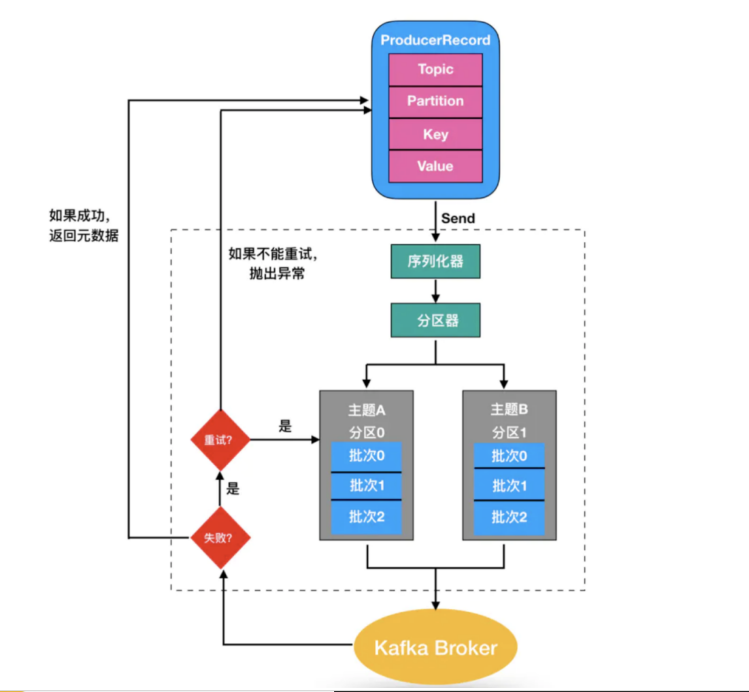 ProducerRecord
Topic
Partition
Key
Value
Send
如果成功，
返回元数据
如果不能重试，
抛出异常
序列化器
分区器
主题A
分区0
批次0
批次1
批次2
主题B
分区1
批次0
批次1
批次2
重试?
是
是
失败?
Kafka Broker